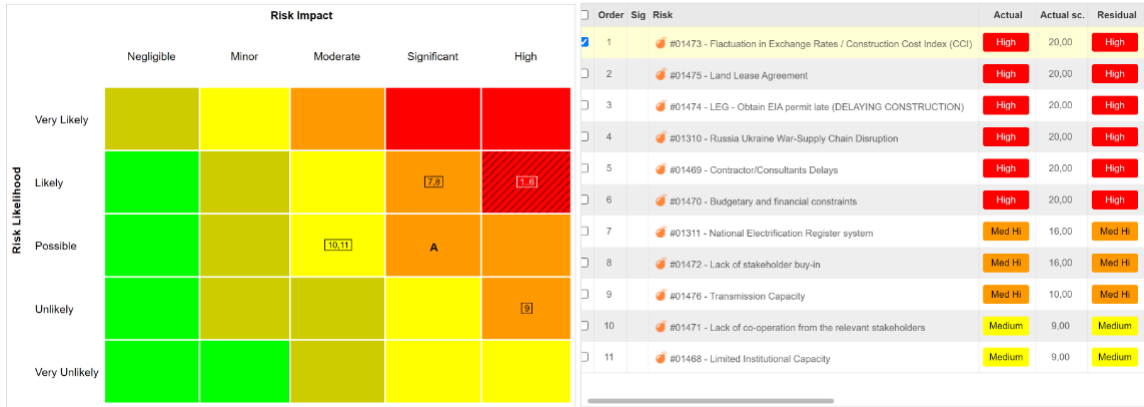 Risk Impact
Negligible Minor Moderate Significant High
Risk Likelihood
Very Likely
Likely 7,8 1..6
Possible 10,11 A
Unlikely 9
Very Unlikely
Order Sig Risk Actual Actual sc. Residual
1 #01473 - Flactuation in Exchange Rates / Construction Cost Index (CCI) High 20,00 High
2 #01475 - Land Lease Agreement High 20,00 High
3 #01474 - LEG - Obtain EIA permit late (DELAYING CONSTRUCTION) High 20,00 High
4 #01310 - Russia Ukraine War-Supply Chain Disruption High 20,00 High
5 #01469 - Contractor/Consultants Delays High 20,00 High
6 #01470 - Budgetary and financial constraints High 20,00 High
7 #01311 - National Electrification Register system Med Hi 16,00 Med Hi
8 #01472 - Lack of stakeholder buy-in Med Hi 16,00 Med Hi
9 #01476 - Transmission Capacity Med Hi 10,00 Med Hi
10 #01471 - Lack of co-operation from the relevant stakeholders Medium 9,00 Medium
11 #01468 - Limited Institutional Capacity Medium 9,00 Medium